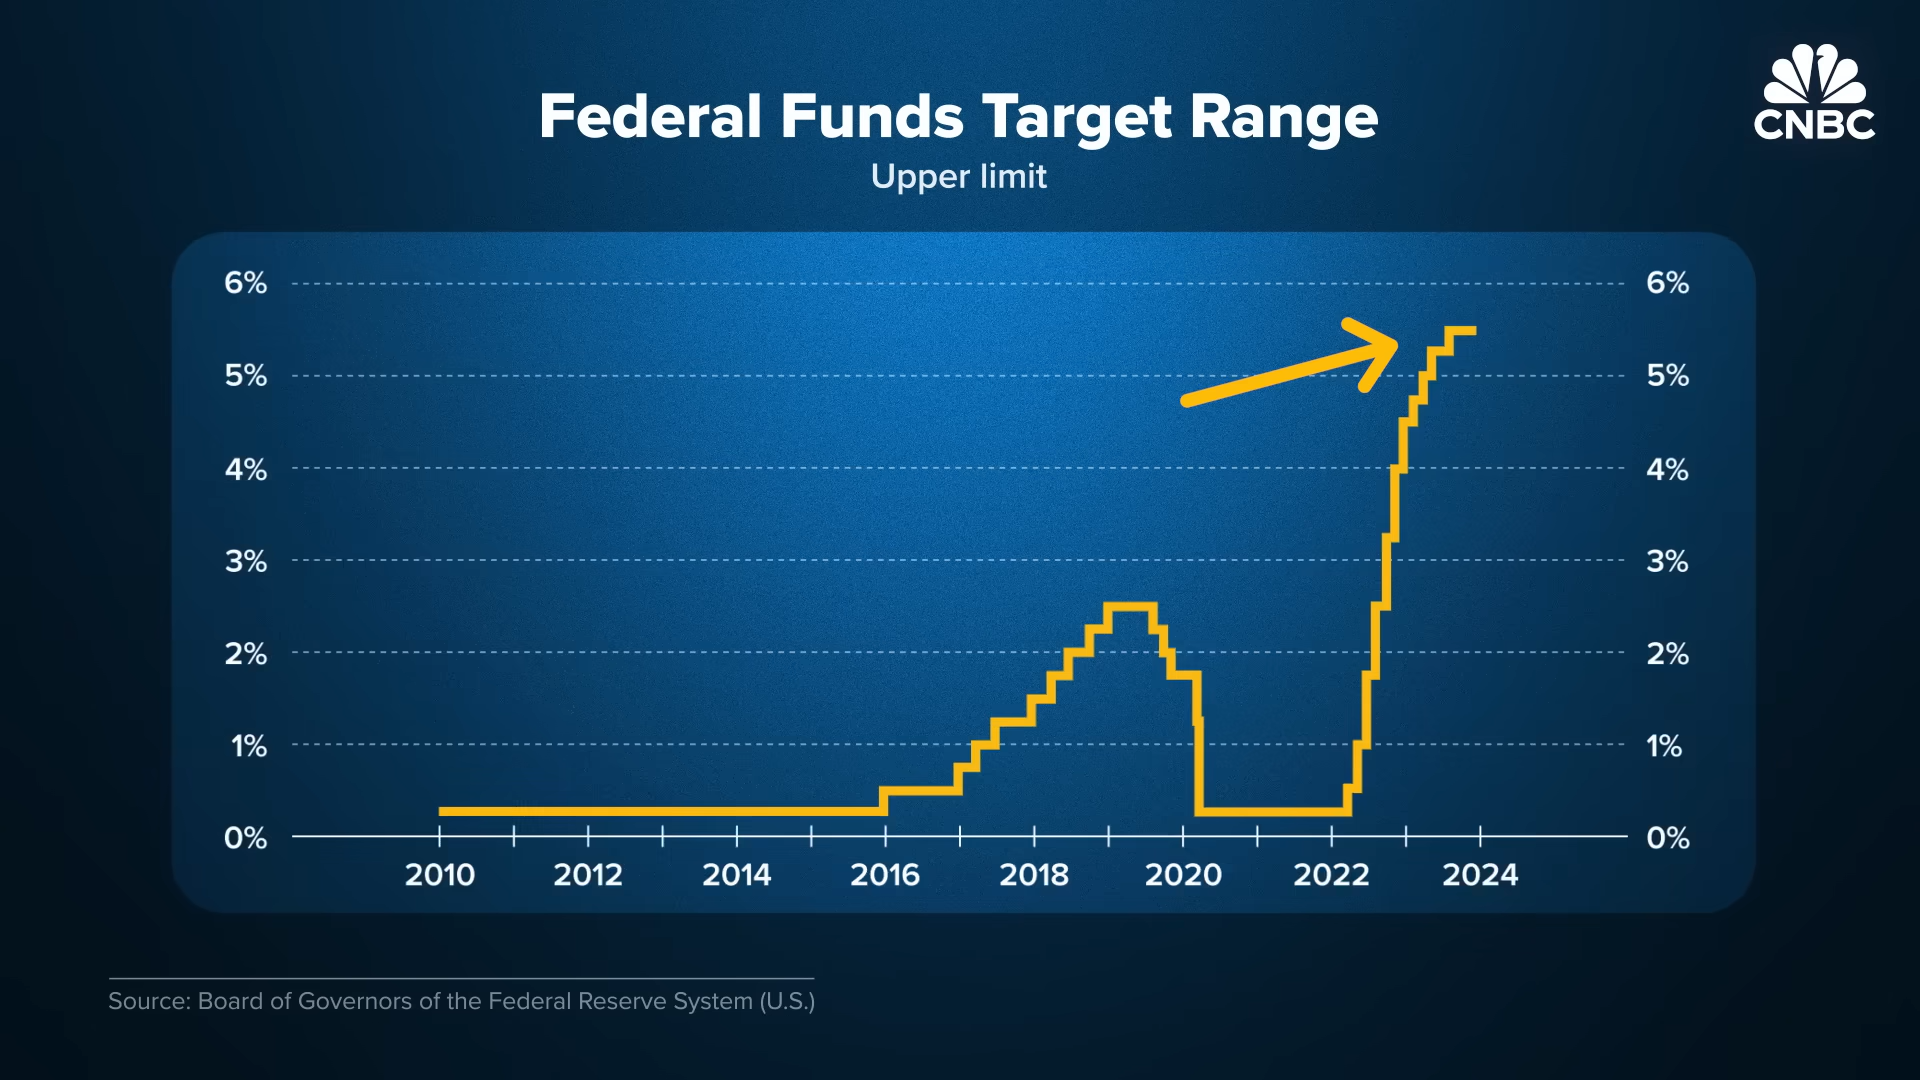 CNBC
Federal Funds Target Range
Upper limit
6% 6%
5% 5%
4% 4%
3% 3%
2% 2%
1% 1%
0% 0%
2010 2012 2014 2016 2018 2020 2022 2024
Source: Board of Governors of the Federal Reserve System (U.S.)